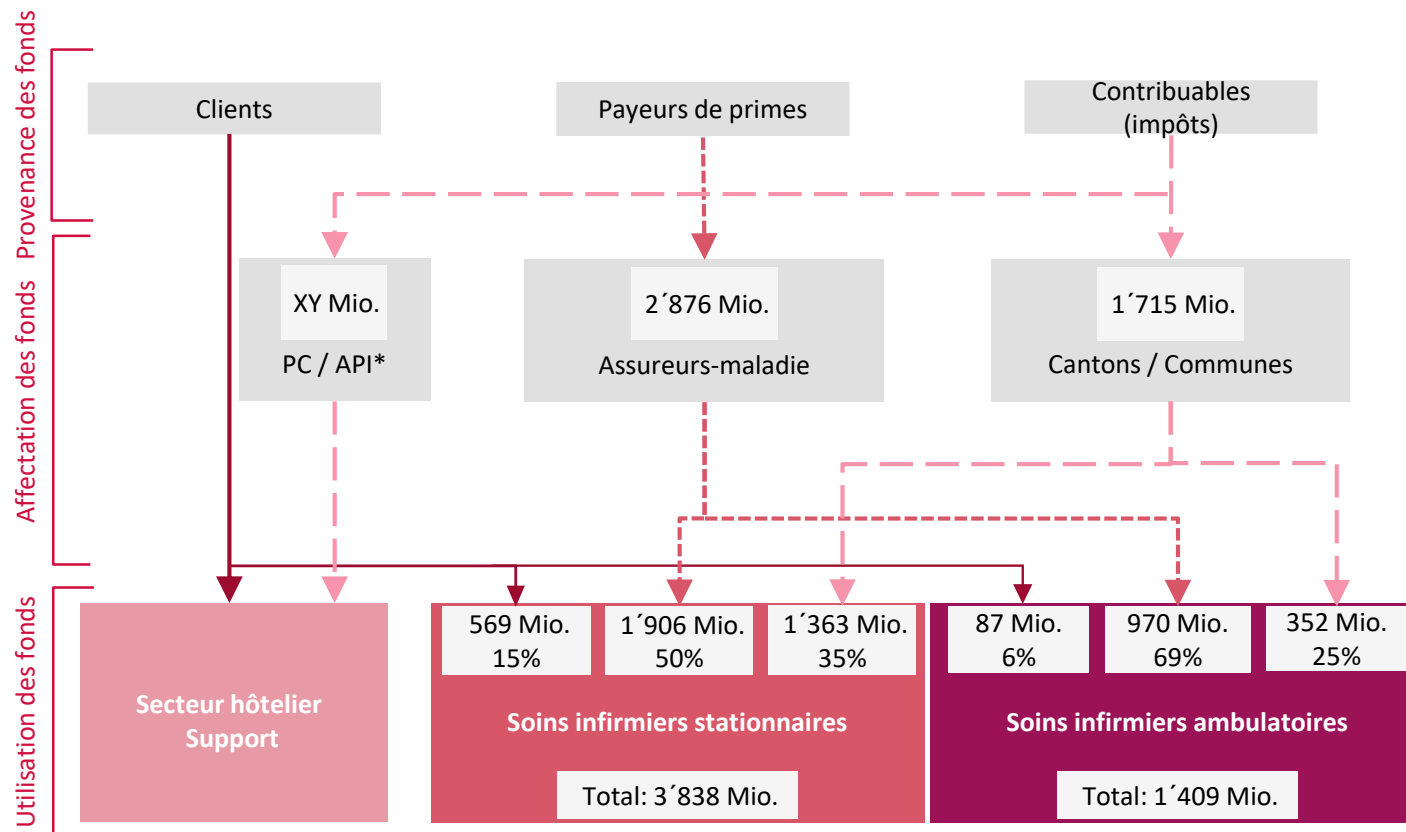 Provenance des fonds
Clients
Payeurs de primes
Contribuables
(impôts)
Affectation des fonds
XY Mio.
PC / API*
2´876 Mio.
Assureurs-maladie
1´715 Mio.
Cantons / Communes
Utilisation des fonds
Secteur hôtelier
Support
569 Mio.
15%
1´906 Mio.
50%
1´363 Mio.
35%
Soins infirmiers stationnaires
Total: 3´838 Mio.
87 Mio.
6%
970 Mio.
69%
352 Mio.
25%
Soins infirmiers ambulatoires
Total: 1´409 Mio.